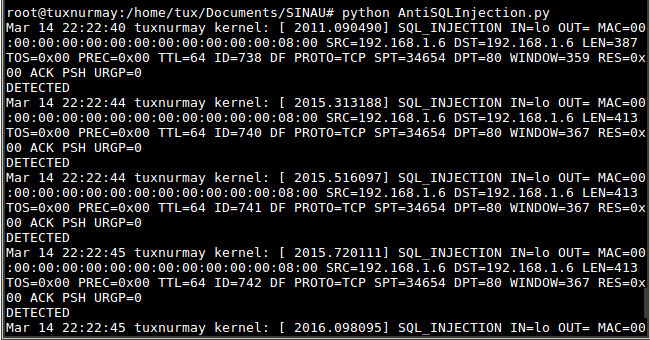 root@tuxnurmay:/home/tux/Documents/SINAU# python AntiSQLInjection.py
Mar 14 22:22:40 tuxnurmay kernel: [ 2011.090490] SQL_INJECTION IN=lo OUT= MAC=00
:00:00:00:00:00:00:00:00:00:00:00:08:00 SRC=192.168.1.6 DST=192.168.1.6 LEN=387
TOS=0x00 PREC=0x00 TTL=64 ID=738 DF PROTO=TCP SPT=34654 DPT=80 WINDOW=359 RES=0x
00 ACK PSH URGP=0
DETECTED
Mar 14 22:22:44 tuxnurmay kernel: [ 2015.313188] SQL_INJECTION IN=lo OUT= MAC=00
:00:00:00:00:00:00:00:00:00:00:00:08:00 SRC=192.168.1.6 DST=192.168.1.6 LEN=413
TOS=0x00 PREC=0x00 TTL=64 ID=740 DF PROTO=TCP SPT=34654 DPT=80 WINDOW=367 RES=0x
00 ACK PSH URGP=0
DETECTED
Mar 14 22:22:44 tuxnurmay kernel: [ 2015.516097] SQL_INJECTION IN=lo OUT= MAC=00
:00:00:00:00:00:00:00:00:00:00:00:08:00 SRC=192.168.1.6 DST=192.168.1.6 LEN=413
TOS=0x00 PREC=0x00 TTL=64 ID=741 DF PROTO=TCP SPT=34654 DPT=80 WINDOW=367 RES=0x
00 ACK PSH URGP=0
DETECTED
Mar 14 22:22:45 tuxnurmay kernel: [ 2015.720111] SQL_INJECTION IN=lo OUT= MAC=00
:00:00:00:00:00:00:00:00:00:00:00:08:00 SRC=192.168.1.6 DST=192.168.1.6 LEN=413
TOS=0x00 PREC=0x00 TTL=64 ID=742 DF PROTO=TCP SPT=34654 DPT=80 WINDOW=367 RES=0x
00 ACK PSH URGP=0
DETECTED
Mar 14 22:22:45 tuxnurmay kernel: [ 2016.098095] SQL_INJECTION IN=lo OUT= MAC=00